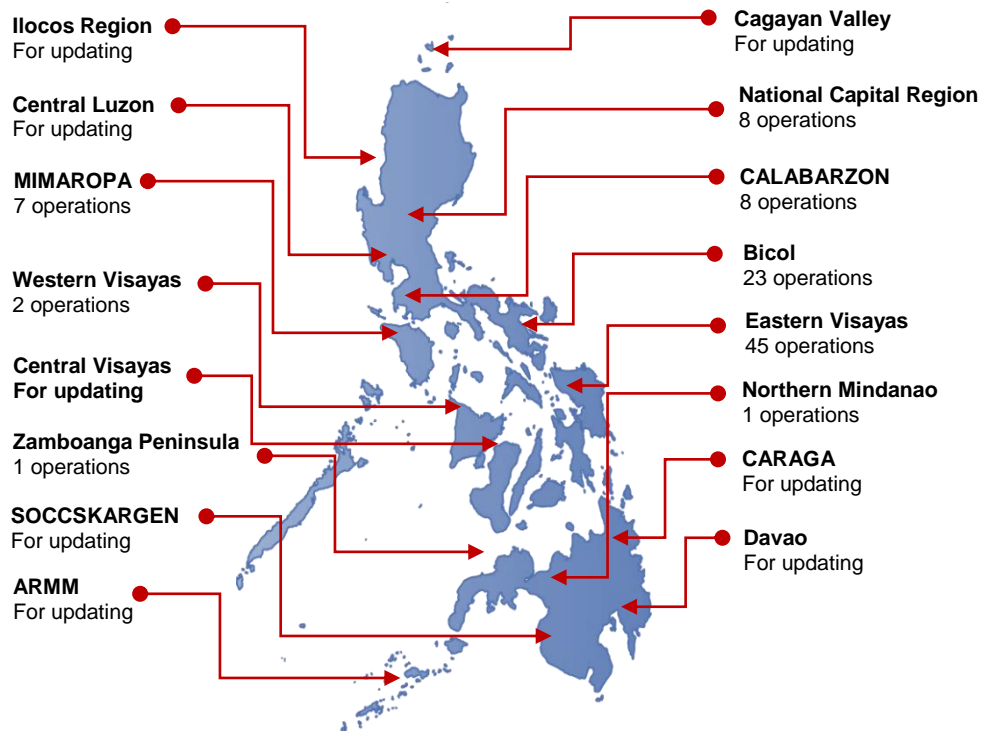 Ilocos Region
For updating
Central Luzon
For updating
MIMAROPA
7 operations
Western Visayas
2 operations
Central Visayas
For updating
Zamboanga Peninsula
1 operations
SOCCSKARGEN
For updating
ARMM
For updating
Cagayan Valley
For updating
National Capital Region
8 operations
CALABARZON
8 operations
Bicol
23 operations
Eastern Visayas
45 operations
Northern Mindanao
1 operations
CARAGA
For updating
Davao
For updating